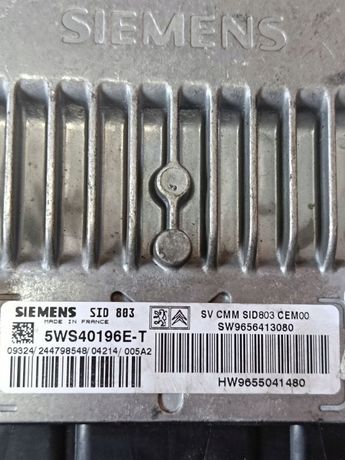 SIEMENS
SIEMENS SID 803
MADE IN FRANCE
5WS40196E-T
09324/244798548/04214/005A2
SV CMM SID803 CEM00
SW9656413080
HW9655041480